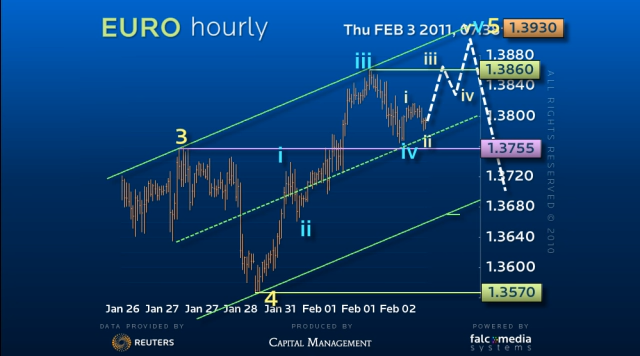 EURO hourly
Thu FEB 3 2011,
v 5 1.3930
1.3880
iii iii
1.3860
1.3840
i iv
1.3800
3
1.3755
i iv ii
1.3720
1.3680
ii
1.3640
1.3600
4
1.3570
Jan 26 Jan 27 Jan 27 Jan 28 Jan 31 Feb 01 Feb 01 Feb 02
ALL RIGHTS RESERVED © 2010
DATA PROVIDED BY PRODUCED BY POWERED BY
REUTERS CAPITAL MANAGEMENT falc media
systems